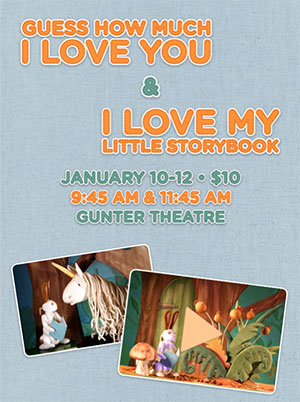 GUESS HOW MUCH
I LOVE YOU
&
I LOVE MY
LITTLE STORYBOOK
JANUARY 10-12 • $10
9:45 AM & 11:45 AM
GUNTER THEATRE